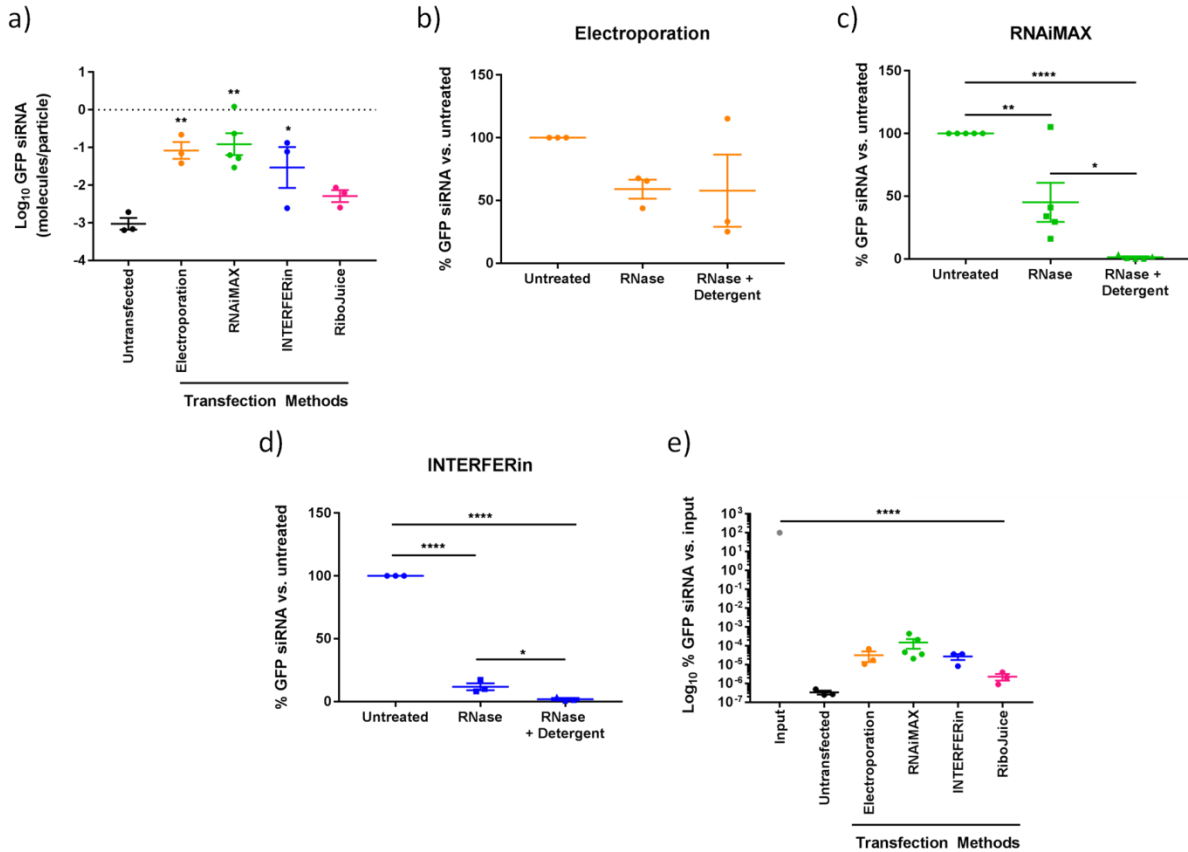 a)
Log10 GFP siRNA
(molecules/particle)
1
0
-1
-2
-3
-4
**
**
*
Untransfected
Electroporation
RNAiMAX
INTERFERin
RiboJuice
Transfection Methods
b)
Electroporation
% GFP siRNA vs. untreated
150
100
50
0
Untreated
RNase
RNase +
Detergent
c)
RNAiMAX
% GFP siRNA vs. untreated
150
100
50
0
****
**
*
Untreated
RNase
RNase +
Detergent
d)
INTERFERin
% GFP siRNA vs. untreated
150
100
50
0
****
****
*
Untreated
RNase
RNase
+ Detergent
e)
Log10 % GFP siRNA vs. input
10^3
10^2
10^1
10^0
10^-1
10^-2
10^-3
10^-4
10^-5
10^-6
10^-7
****
Input
Untransfected
Electroporation
RNAiMAX
INTERFERin
RiboJuice
Transfection Methods